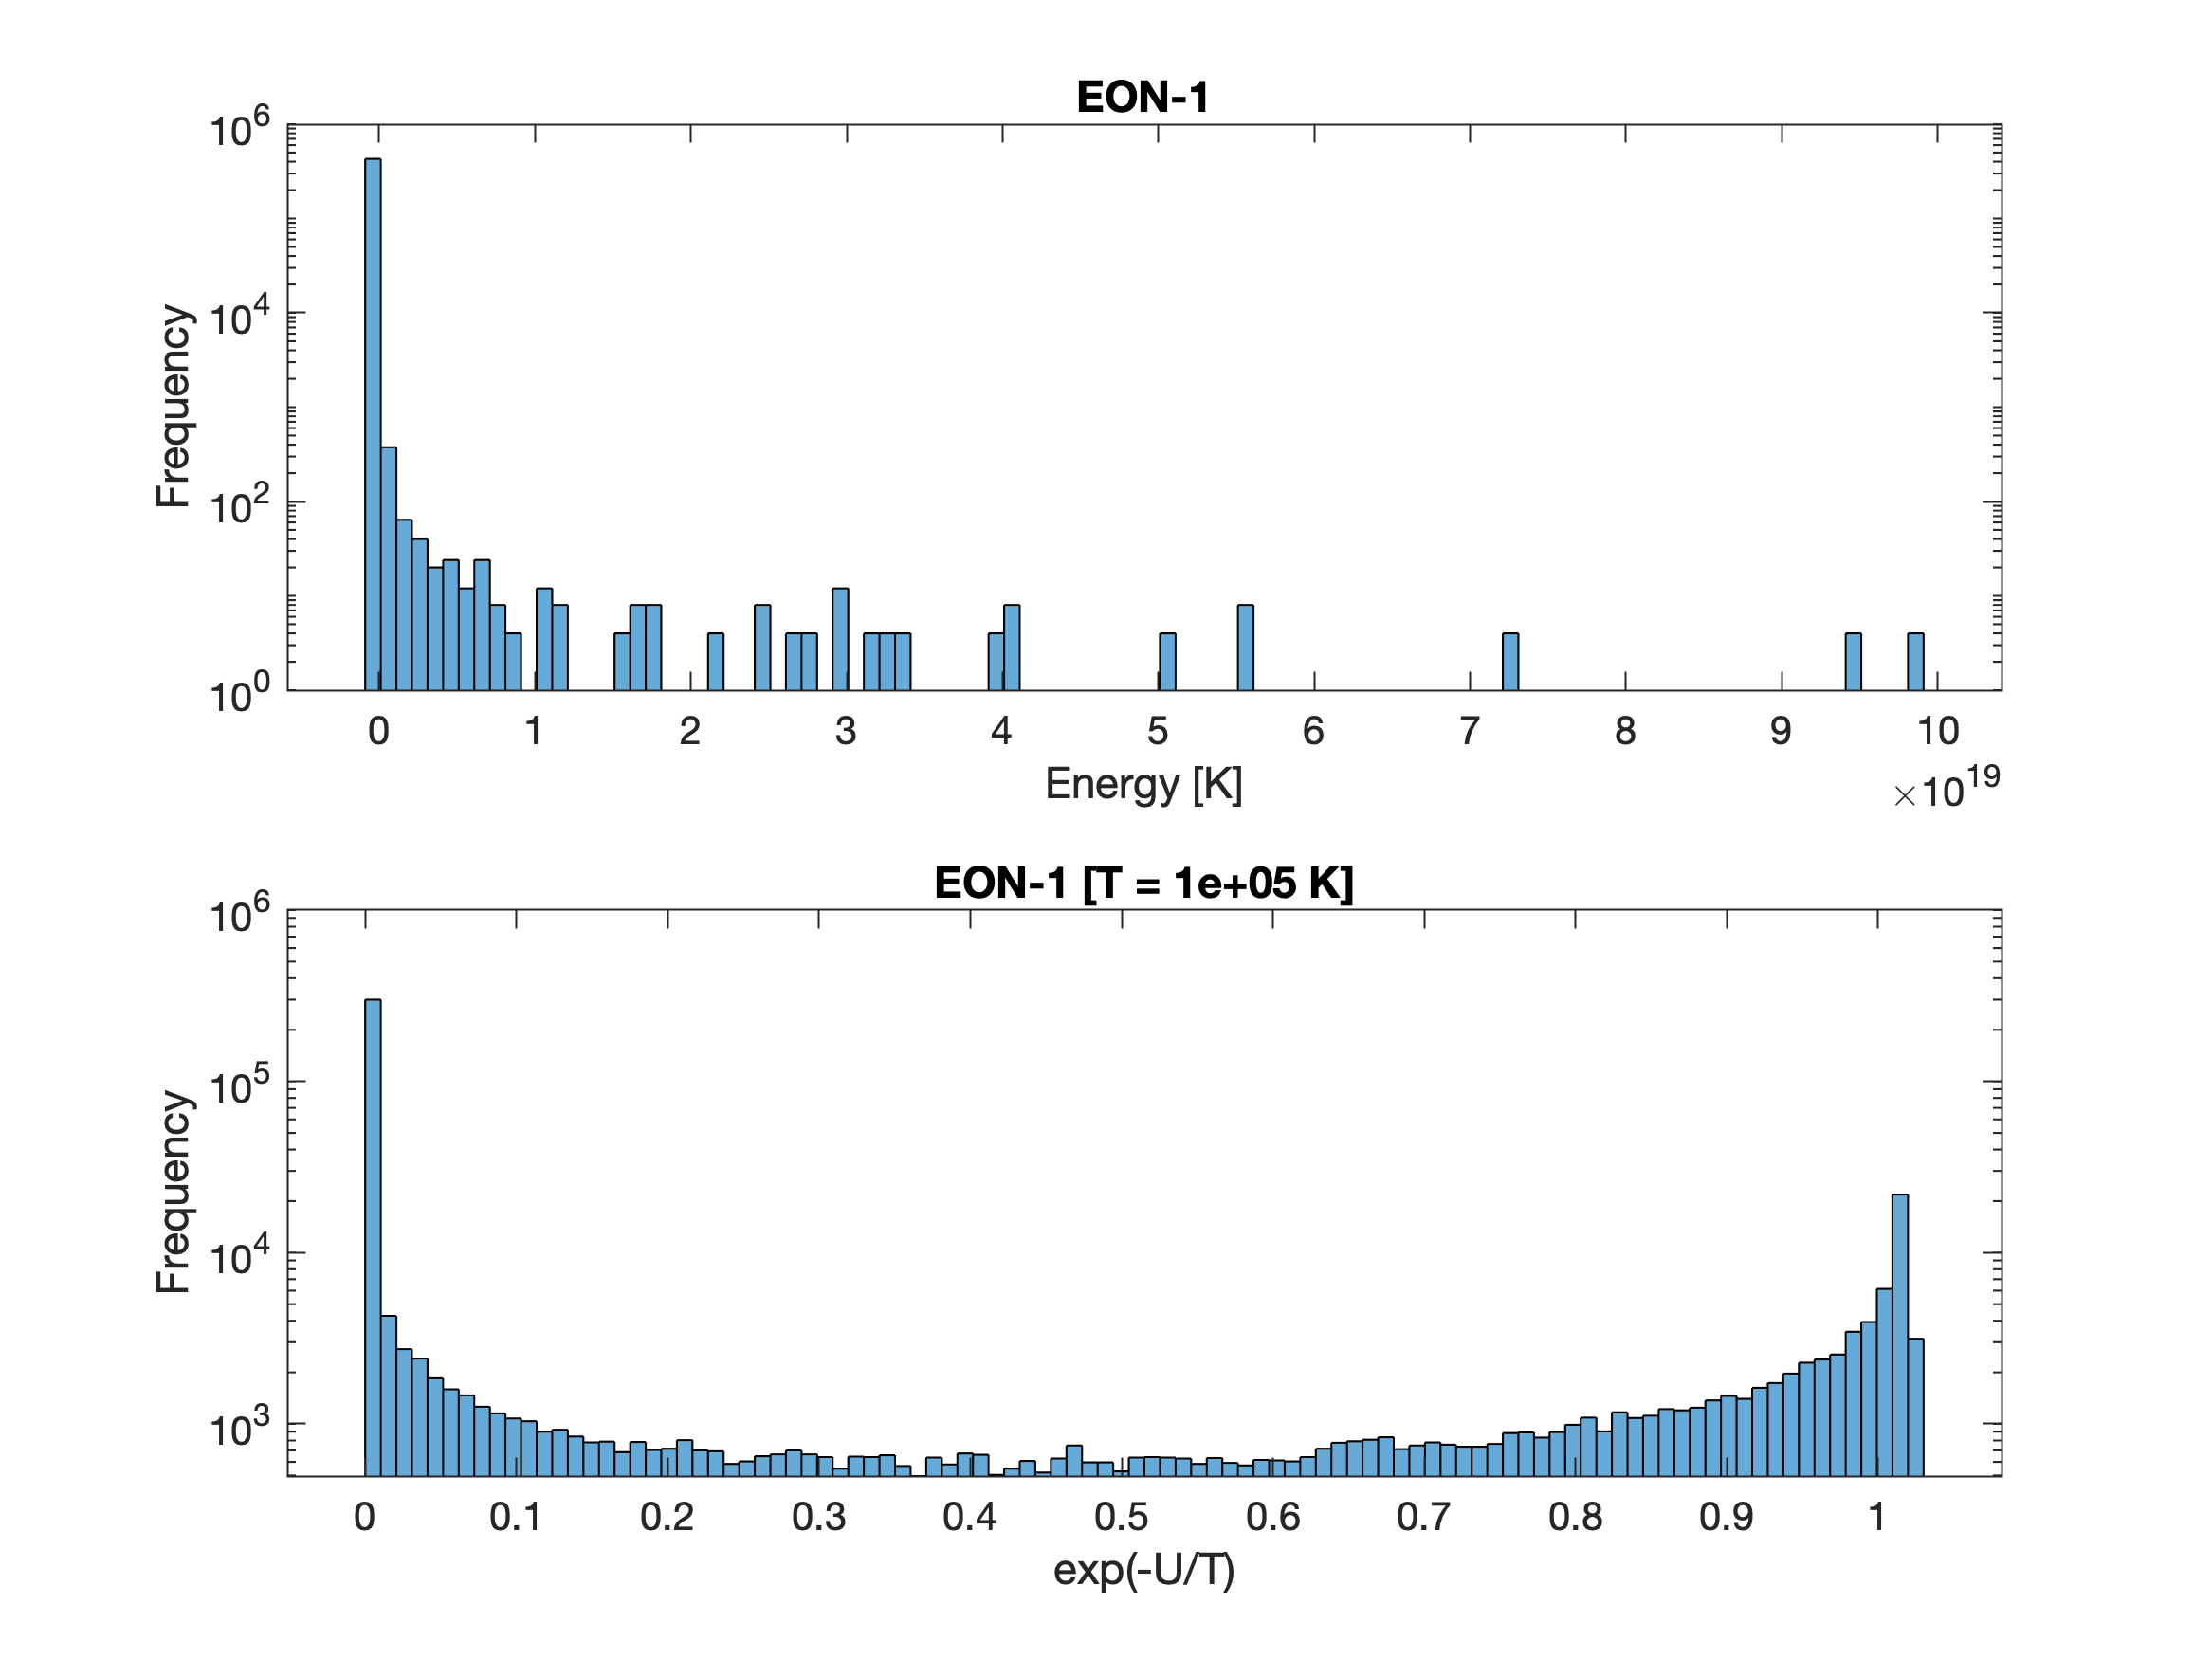 EON-1
10^6
10^4
10^2
10^0
Frequency
0 1 2 3 4 5 6 7 8 9 10
Energy [K]
×10^19
EON-1 [T = 1e+05 K]
10^6
10^5
10^4
10^3
Frequency
0 0.1 0.2 0.3 0.4 0.5 0.6 0.7 0.8 0.9 1
exp(-U/T)